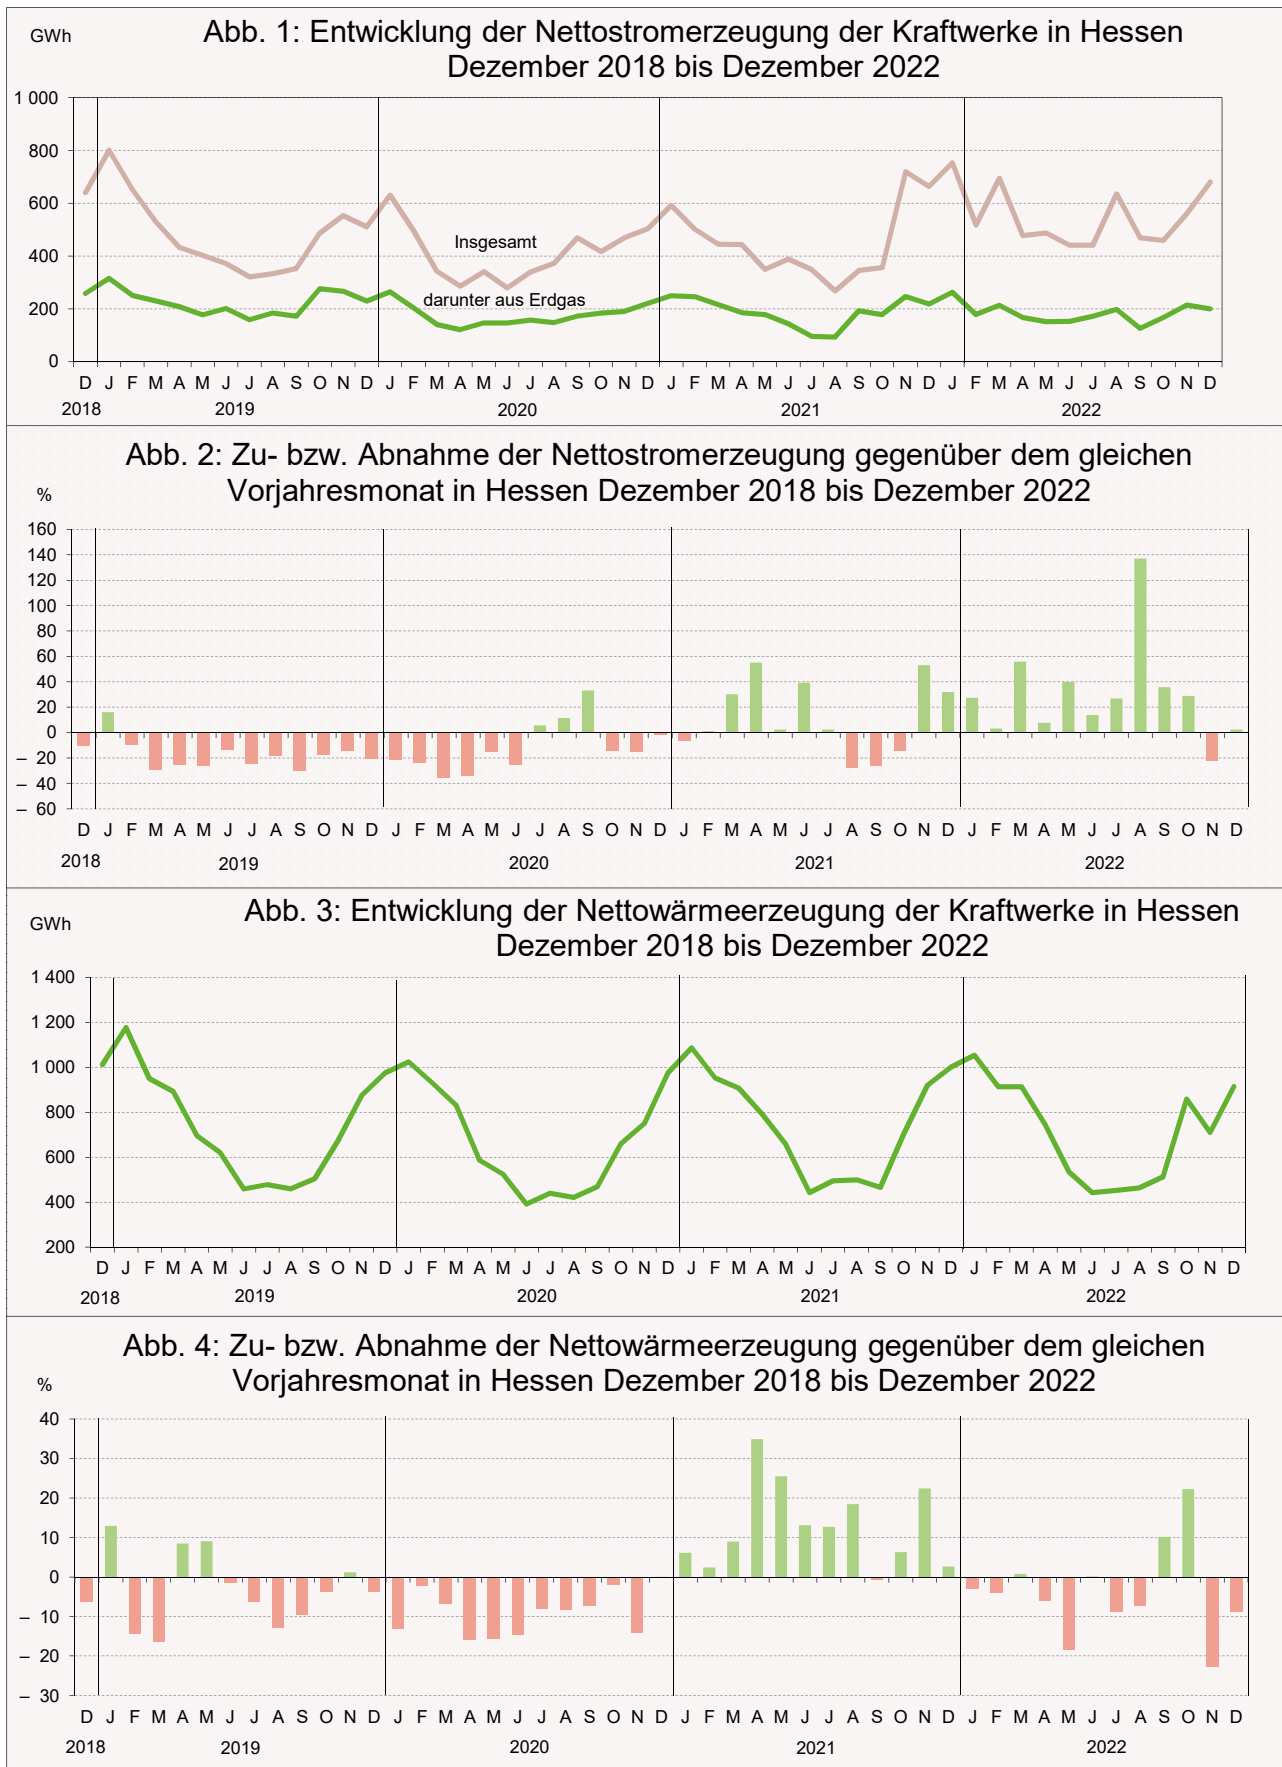 GWh
Abb. 1: Entwicklung der Nettostromerzeugung der Kraftwerke in Hessen
Dezember 2018 bis Dezember 2022
1 000
800
600
400
200
0
Insgesamt
darunter aus Erdgas
D J F M A M J J A S O N D J F M A M J J A S O N D J F M A M J J A S O N D J F M A M J J A S O N D
2018 2019 2020 2021 2022
Abb. 2: Zu- bzw. Abnahme der Nettostromerzeugung gegenüber dem gleichen
Vorjahresmonat in Hessen Dezember 2018 bis Dezember 2022
%
160
140
120
100
80
60
40
20
0
– 20
– 40
– 60
D J F M A M J J A S O N D J F M A M J J A S O N D J F M A M J J A S O N D J F M A M J J A S O N D
2018 2019 2020 2021 2022
GWh
Abb. 3: Entwicklung der Nettowärmeerzeugung der Kraftwerke in Hessen
Dezember 2018 bis Dezember 2022
1 400
1 200
1 000
800
600
400
200
D J F M A M J J A S O N D J F M A M J J A S O N D J F M A M J J A S O N D J F M A M J J A S O N D
2018 2019 2020 2021 2022
Abb. 4: Zu- bzw. Abnahme der Nettowärmeerzeugung gegenüber dem gleichen
Vorjahresmonat in Hessen Dezember 2018 bis Dezember 2022
%
40
30
20
10
0
– 10
– 20
– 30
D J F M A M J J A S O N D J F M A M J J A S O N D J F M A M J J A S O N D J F M A M J J A S O N D
2018 2019 2020 2021 2022